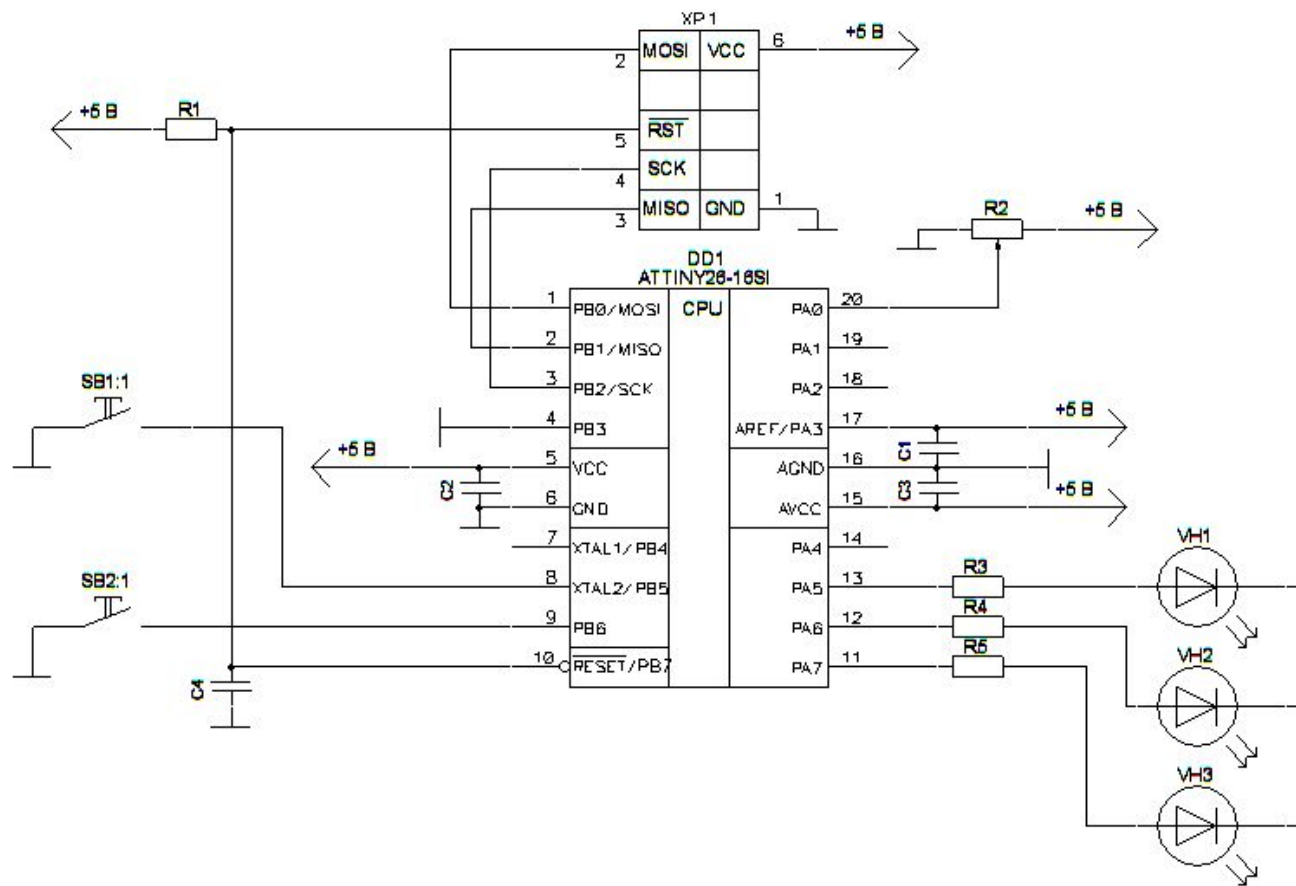 XP1
MOSI VCC
2
6
+5 В
RST
5
SCK
4
MISO GND
3
1
+5 В
R1
R2
+5 В
DD1
ATTINY26-16SI
CPU
1 PB0/MOSI
2 PB1/MISO
3 PB2/SCK
4 PB3
5 VCC
6 GND
7 XTAL1/PB4
8 XTAL2/PB5
9 PB6
10 RESET/PB7
PA0 20
PA1 19
PA2 18
AREF/PA3 17
AGND 16
AVCC 15
PA4 14
PA5 13
PA6 12
PA7 11
SB1:1
SB2:1
+5 В
C2
C4
+5 В
C1
C3
+5 В
R3
R4
R5
VH1
VH2
VH3